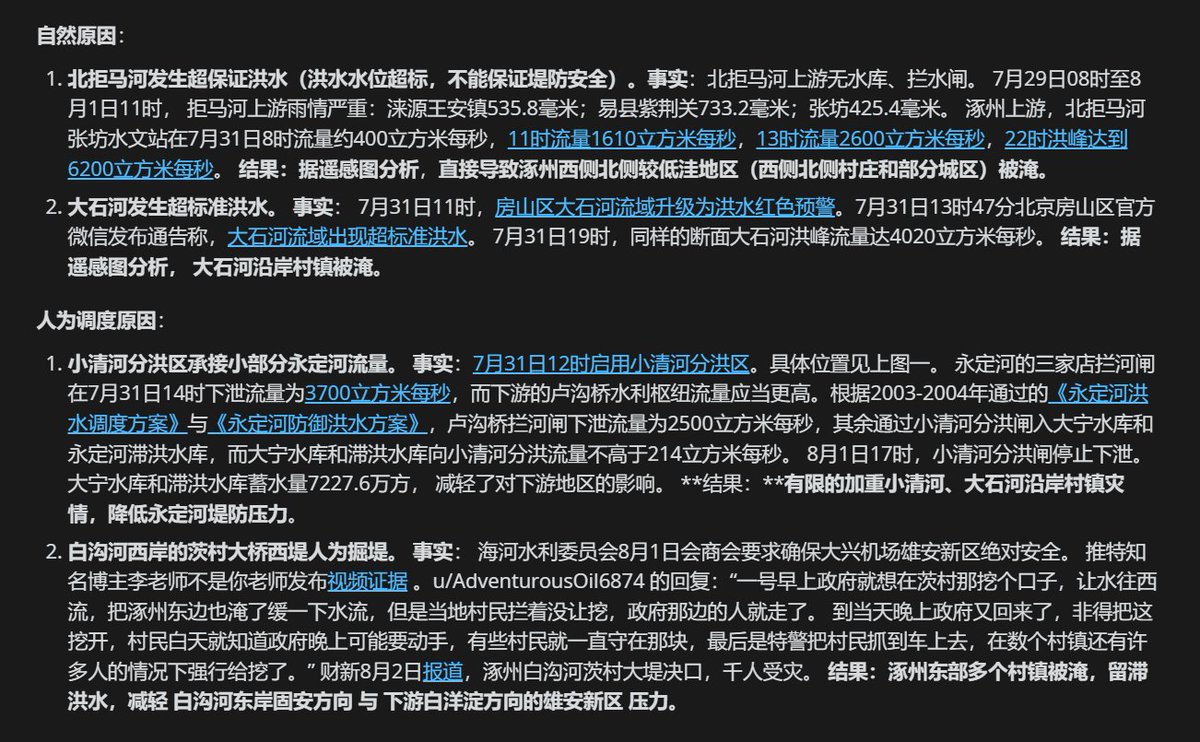 自然原因：
1. 北拒马河发生超保证洪水（洪水水位超标，不能保证堤防安全）。事实：北拒马河上游无水库、拦水闸。 7月29日08时至8
月1日11时， 拒马河上游雨情严重：涞源王安镇535.8毫米；易县紫荆关733.2毫米；张坊425.4毫米。 涿州上游，北拒马河
张坊水文站在7月31日8时流量约400立方米每秒，11时流量1610立方米每秒，13时流量2600立方米每秒，22时洪峰达到
6200立方米每秒。 结果：据遥感图分析，直接导致涿州西侧北侧较低洼地区（西侧北侧村庄和部分城区）被淹。
2. 大石河发生超标准洪水。 事实： 7月31日11时，房山区大石河流域升级为洪水红色预警。7月31日13时47分北京房山区官方
微信发布通告称，大石河流域出现超标准洪水。 7月31日19时，同样的断面大石河洪峰流量达4020立方米每秒。 结果：据
遥感图分析， 大石河沿岸村镇被淹。
人为调度原因：
1. 小清河分洪区承接小部分永定河流量。 事实：7月31日12时启用小清河分洪区。具体位置见上图一。 永定河的三家店拦河闸
在7月31日14时下泄流量为3700立方米每秒，而下游的卢沟桥水利枢纽流量应当更高。根据2003-2004年通过的《永定河洪
水调度方案》与《永定河防御洪水方案》，卢沟桥拦河闸下泄流量为2500立方米每秒，其余通过小清河分洪闸入大宁水库和
永定河滞洪水库，而大宁水库和滞洪水库向小清河分洪流量不高于214立方米每秒。 8月1日17时，小清河分洪闸停止下泄。
大宁水库和滞洪水库蓄水量7227.6万方， 减轻了对下游地区的影响。 **结果：**有限的加重小清河、大石河沿岸村镇灾
情，降低永定河堤防压力。
2. 白沟河西岸的茨村大桥西堤人为掘堤。 事实： 海河水利委员会8月1日会商会要求确保大兴机场雄安新区绝对安全。 推特知
名博主李老师不是你老师发布视频证据 。u/AdventurousOil6874 的回复：“一号早上政府就想在茨村那挖个口子，让水往西
流，把涿州东边也淹了缓一下水流，但是当地村民拦着没让挖，政府那边的人就走了。 到当天晚上政府又回来了，非得把这
挖开，村民白天就知道政府晚上可能要动手，有些村民就一直守在那块，最后是特警把村民抓到车上去，在数个村镇还有许
多人的情况下强行给挖了。” 财新8月2日报道，涿州白沟河茨村大堤决口，千人受灾。 结果：涿州东部多个村镇被淹，留滞
洪水，减轻 白沟河东岸固安方向 与 下游白洋淀方向的雄安新区 压力。